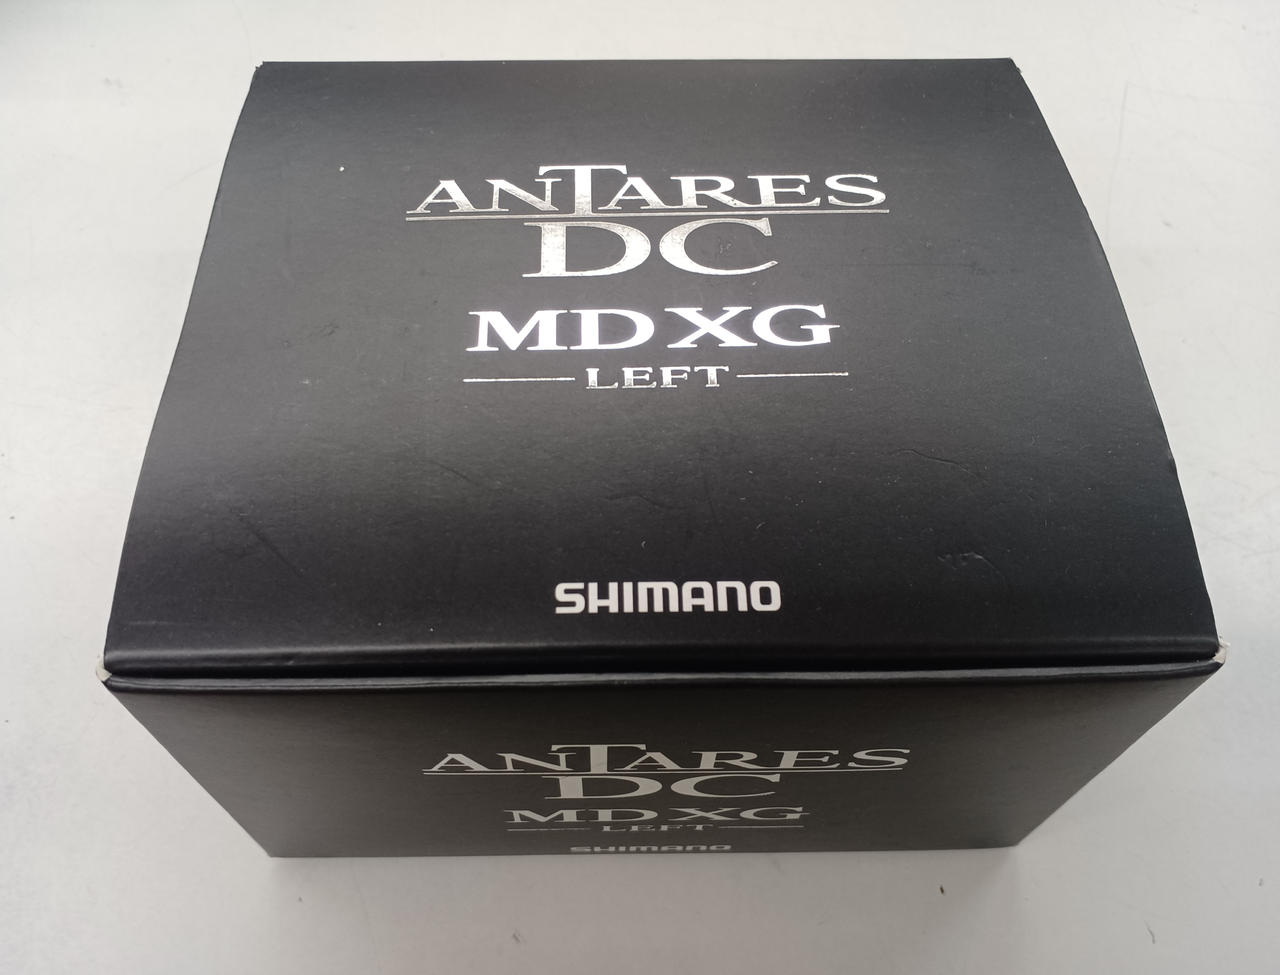 ANTARES
DC
MD XG
LEFT
SHIMANO
ANTARES
DC
MD XG
LEFT
SHIMANO